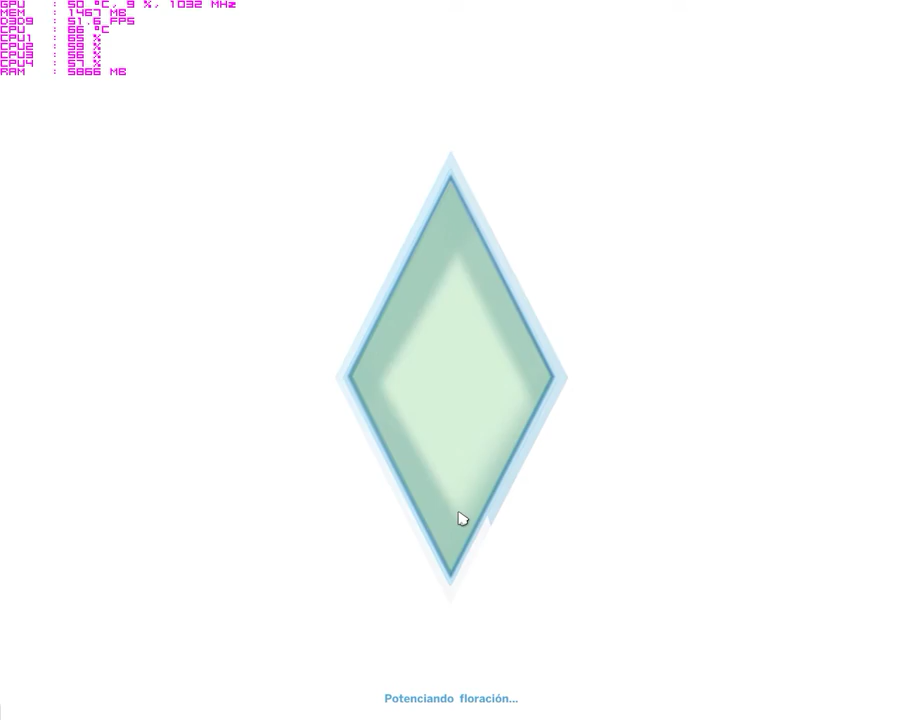 GPU : 50 °C, 9 %, 1032 MHz
MEM : 1467 MB
D3D9 : 51.6 FPS
CPU : 66 °C
CPU1 : 65 %
CPU2 : 59 %
CPU3 : 56 %
CPU4 : 57 %
RAM : 5866 MB
Potenciando floración...